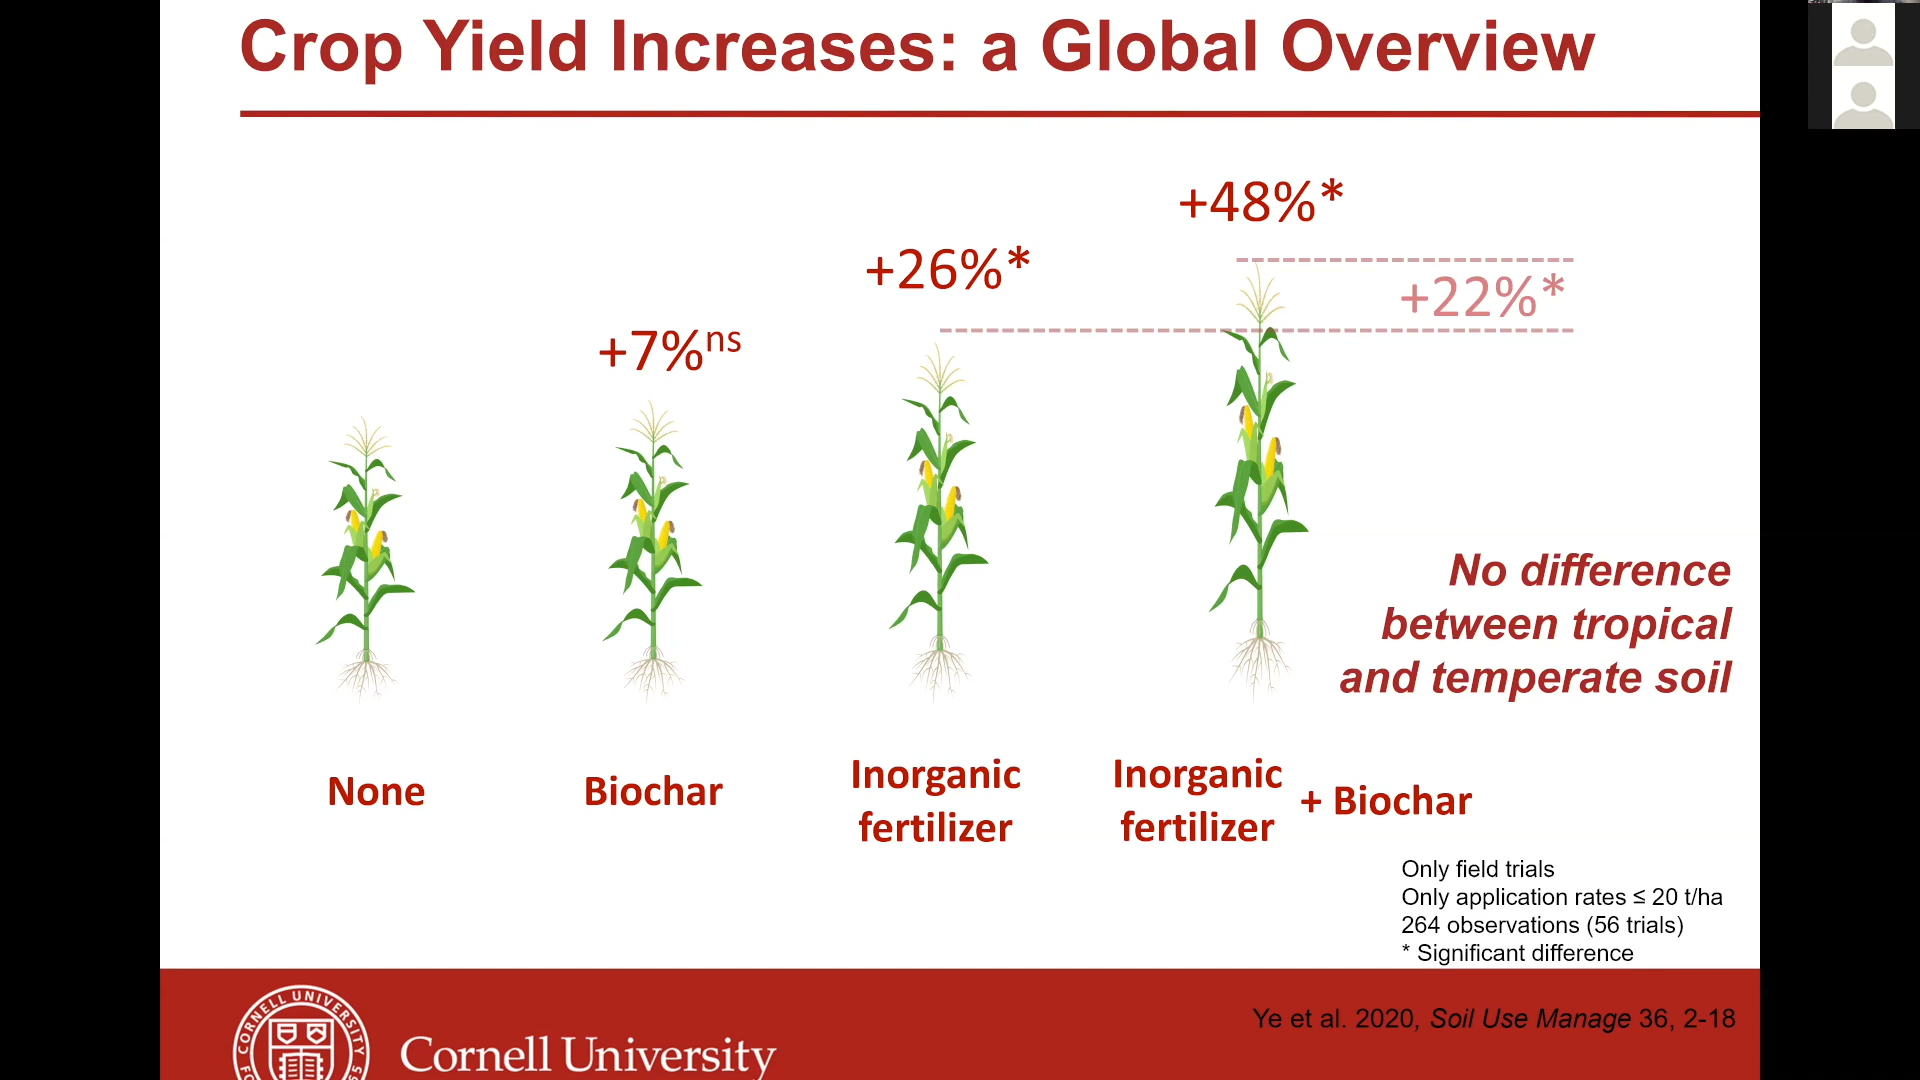 Crop Yield Increases: a Global Overview
+48%*
+26%*
+22%*
+7%ns
No difference
between tropical
and temperate soil
None
Biochar
Inorganic
fertilizer
Inorganic
fertilizer
+ Biochar
Only field trials
Only application rates ≤ 20 t/ha
264 observations (56 trials)
* Significant difference
Ye et al. 2020, Soil Use Manage 36, 2-18
CORNELL UNIVERSITY
Cornell University